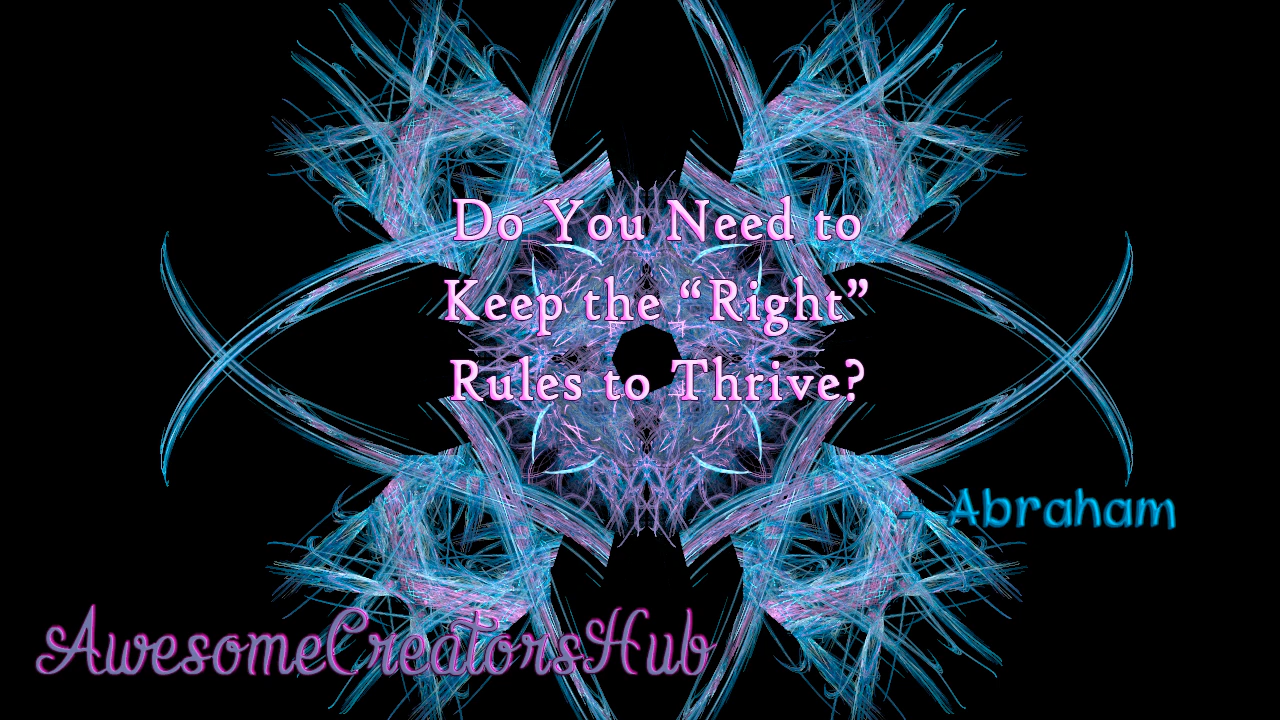 Do You Need to
Keep the “Right”
Rules to Thrive?
-- Abraham
AwesomeCreatorsHub